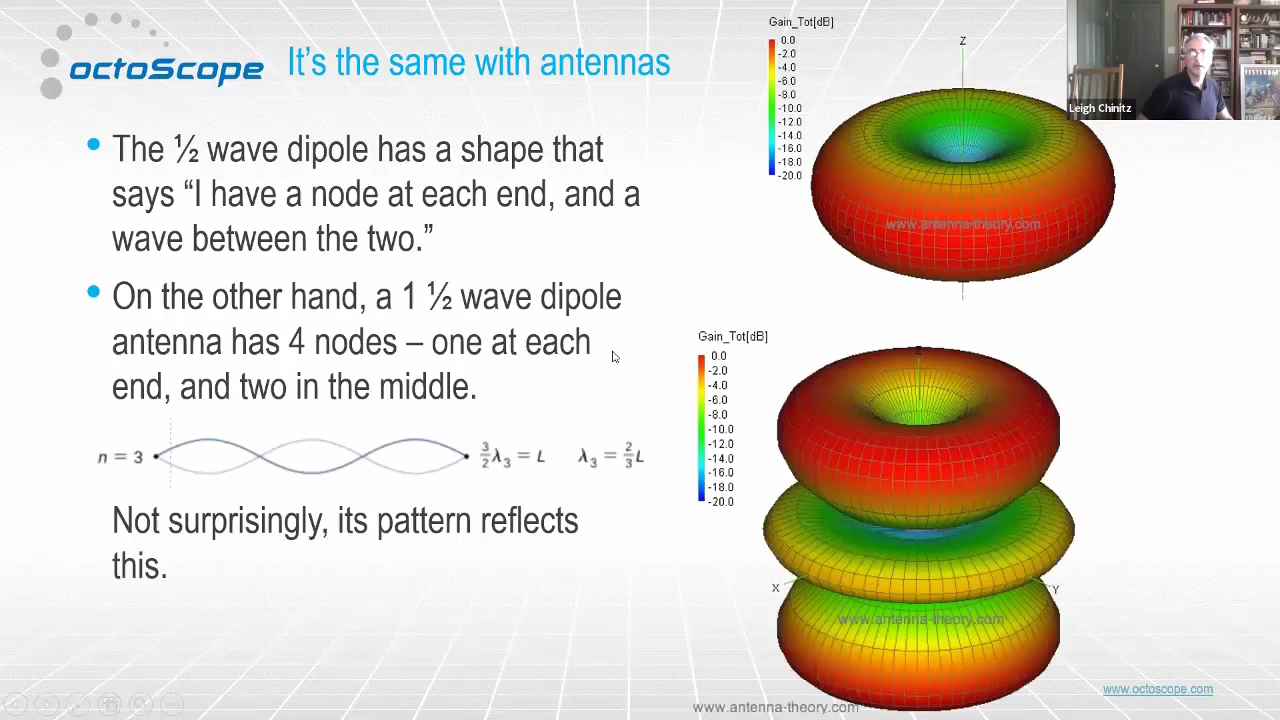 octoScope
It's the same with antennas
• The ½ wave dipole has a shape that
says “I have a node at each end, and a
wave between the two.”
• On the other hand, a 1 ½ wave dipole
antenna has 4 nodes – one at each
end, and two in the middle.
n = 3
3/2 λ₃ = L
λ₃ = 2/3 L
Not surprisingly, its pattern reflects
this.
Gain_Tot[dB]
0.0
-2.0
-4.0
-6.0
-8.0
-10.0
-12.0
-14.0
-16.0
-18.0
-20.0
Z
www.antenna-theory.com
Leigh Chinitz
YESTERDAY
Gain_Tot[dB]
0.0
-2.0
-4.0
-6.0
-8.0
-10.0
-12.0
-14.0
-16.0
-18.0
-20.0
Z
X
Y
www.antenna-theory.com
www.antenna-theory.com
www.octoscope.com